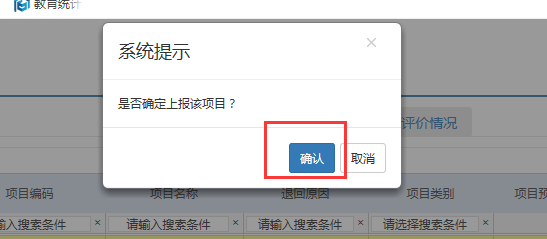 教育统计
系统提示
×
是否确定上报该项目？
评价情况
确认
取消
项目编码 项目名称 退回原因 项目类别 项目预
输入搜索条件 × 请输入搜索条件 × 请输入搜索条件 × 请选择搜索条件 ×